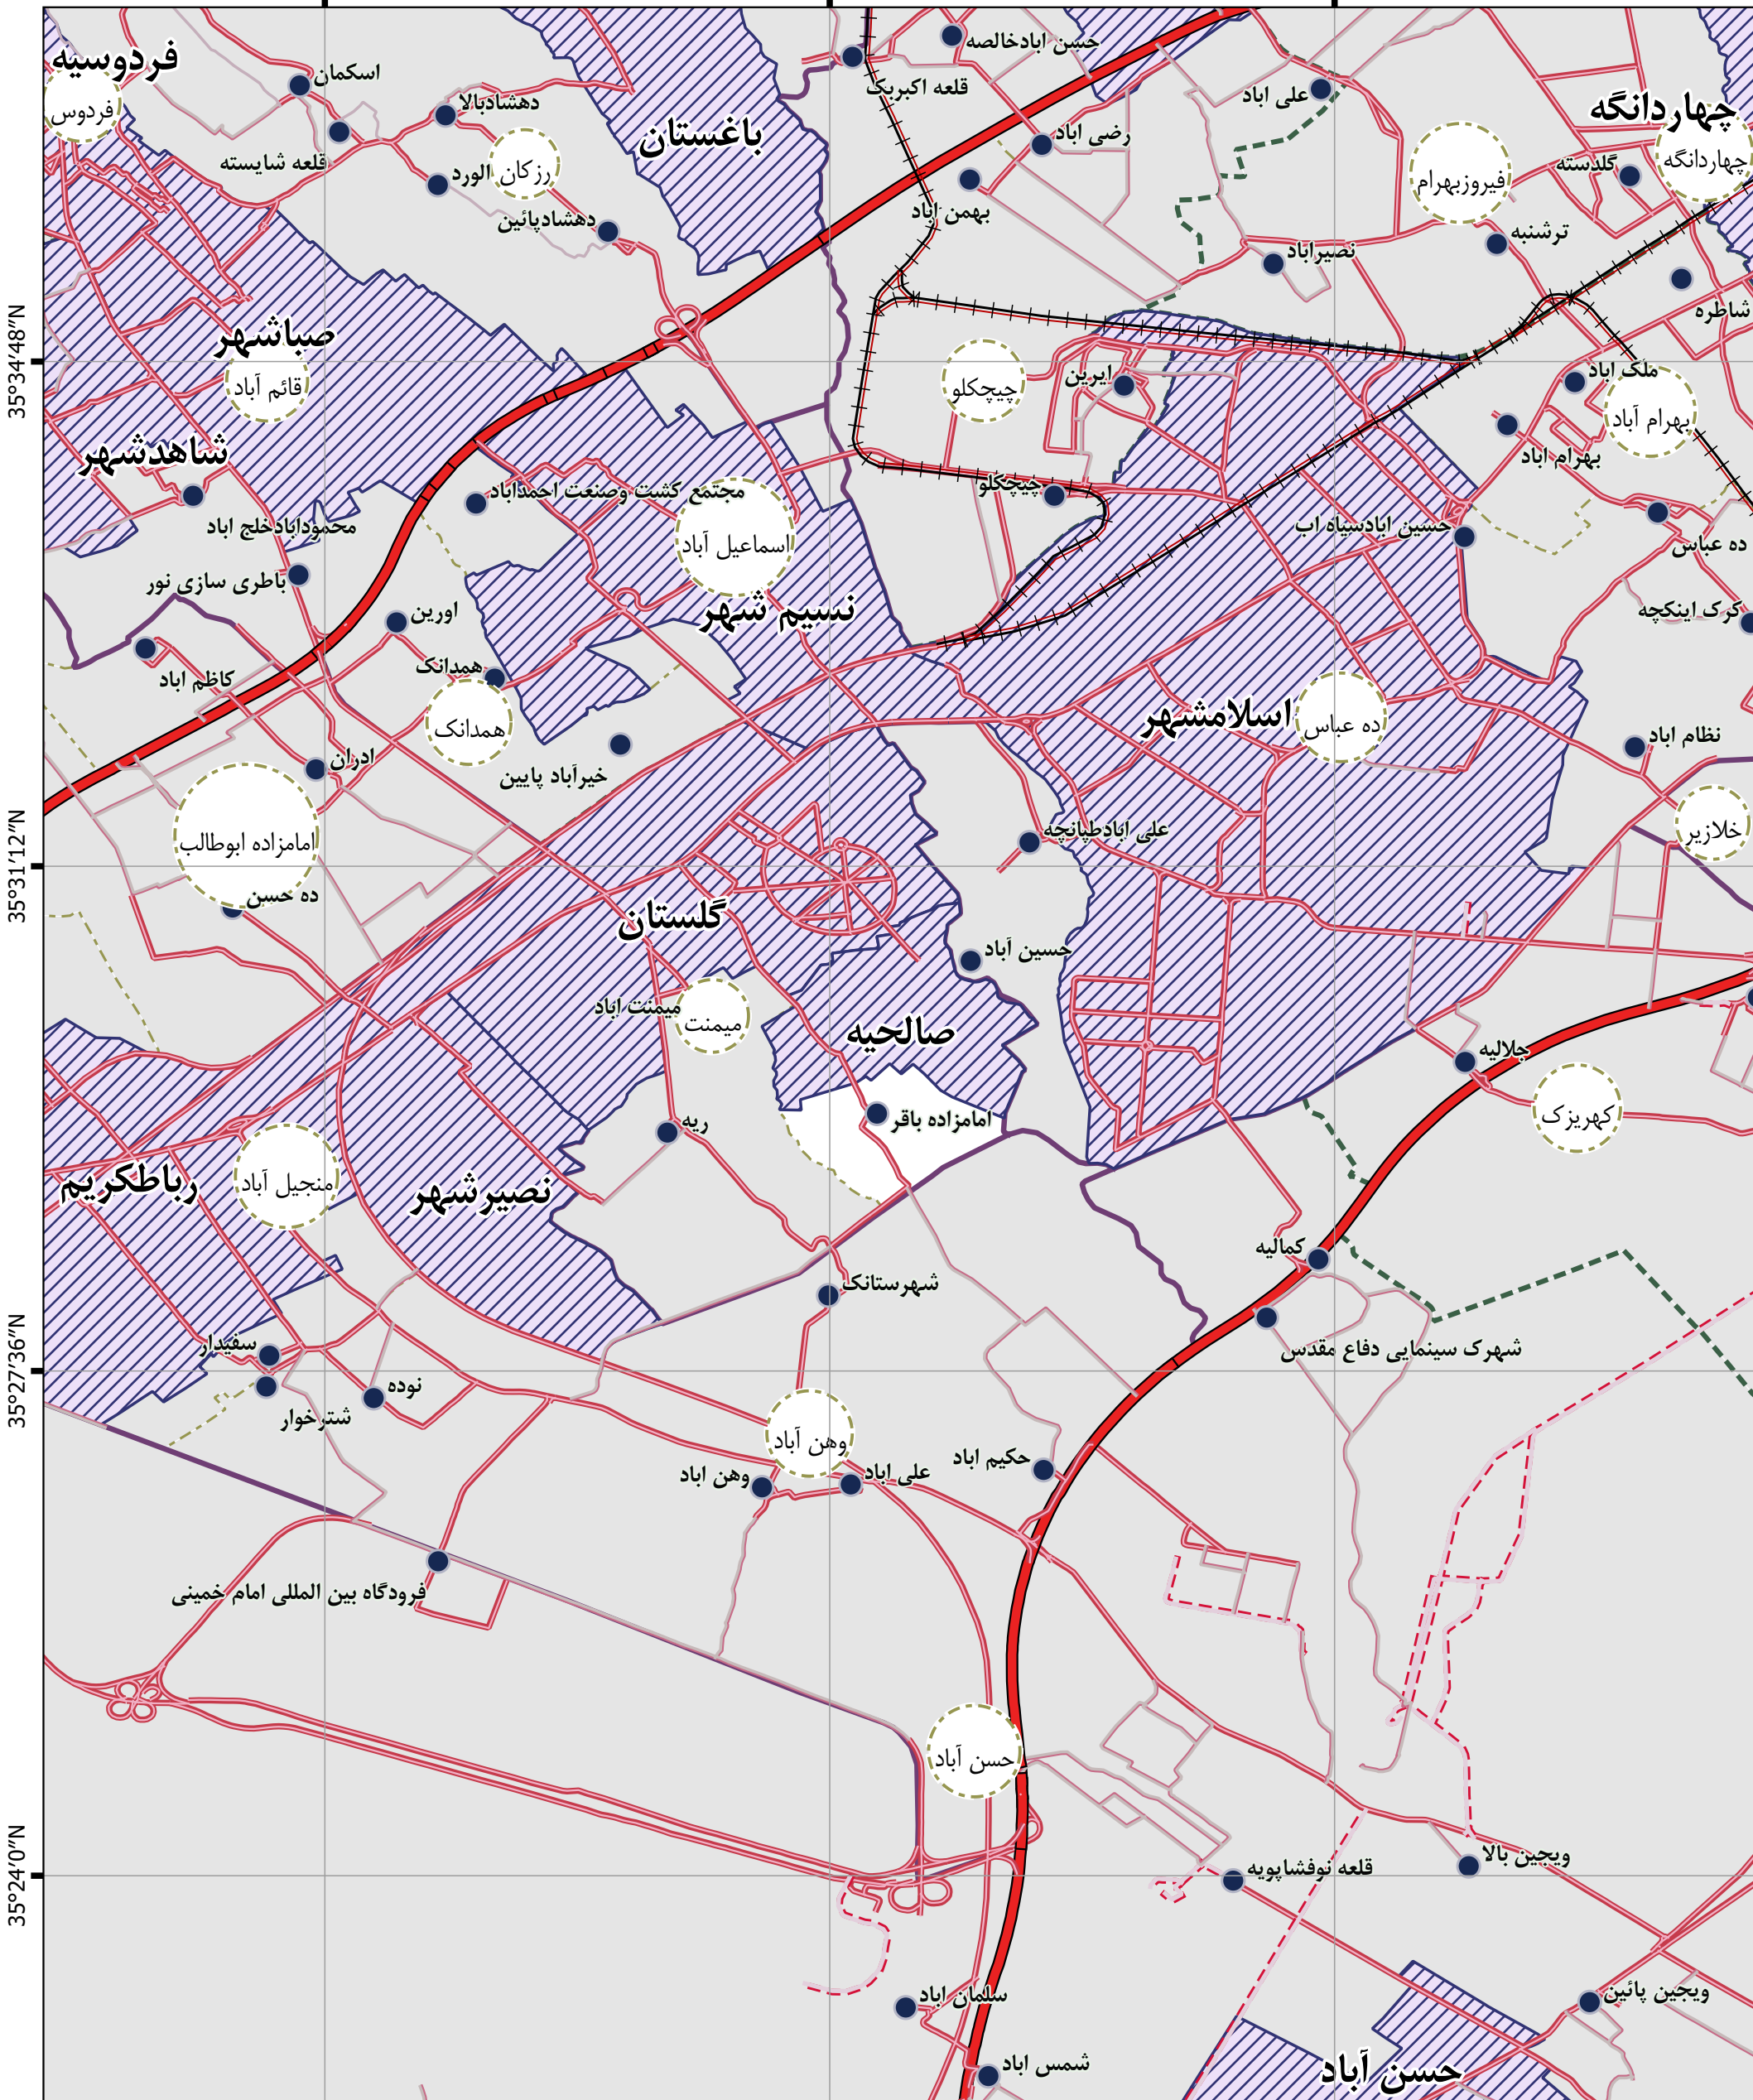 حسن ابادخالصه
فردوسیه
اسکمان
قلعه اکبربک
علی اباد
چهاردانگه
فردوس
دهشادبالا
باغستان
رضی اباد
قلعه شایسته
رزکان
الورد
فیروزبهرام
گلدسته
چهاردانگه
دهشادپائین
بهمن اباد
نصیراباد
ترشنبه
شاطره
35°34'48"N
صباشهر
قائم آباد
چیچکلو
ایرین
ملک اباد
بهرام آباد
شاهدشهر
بهرام اباد
مجتمع کشت وصنعت احمداباد
چیچکلو
محمودابادخلج اباد
اسماعیل آباد
حسین ابادسیاه اب
ده عباس
باطری سازی نور
اورین
نسیم شهر
کرک اینکچه
کاظم اباد
همدانک
همدانک
اسلامشهر
ده عباس
نظام اباد
ادران
خیرآباد پایین
35°31'12"N
امامزاده ابوطالب
علی ابادطپانچه
خلازیر
ده حسن
گلستان
حسین آباد
میمنت اباد
میمنت
صالحیه
جلالیه
امامزاده باقر
کهریزک
ریه
رباطکریم
منجیل آباد
نصیرشهر
کمالیه
شهرستانک
35°27'36"N
سفیدار
شهرک سینمایی دفاع مقدس
نوده
شترخوار
وهن آباد
حکیم اباد
وهن اباد
علی اباد
فرودگاه بین المللی امام خمینی
حسن آباد
35°24'0"N
ویجین بالا
قلعه نوفشاپویه
سلمان اباد
ویجین پائین
شمس اباد
حسن آباد